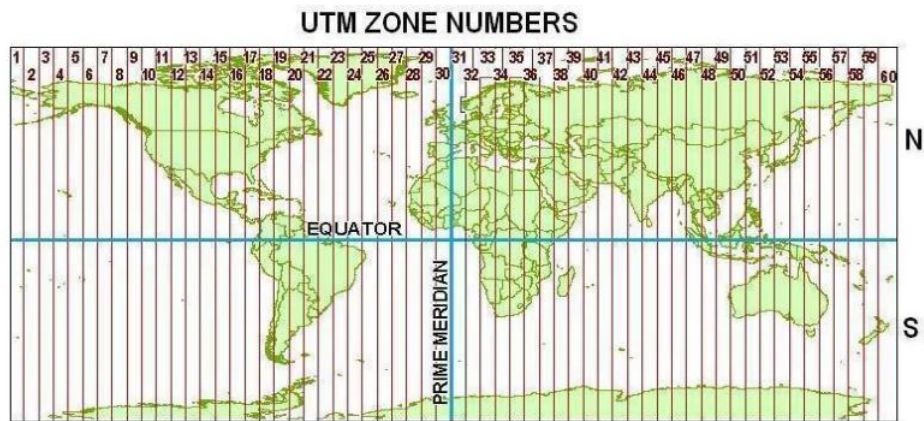 UTM ZONE NUMBERS
1 3 5 7 9 11 13 15 17 19 21 23 25 27 29 31 33 35 37 39 41 43 45 47 49 51 53 55 57 59
2 4 6 8 10 12 14 16 18 20 22 24 26 28 30 32 34 36 38 40 42 44 46 48 50 52 54 56 58 60
N
EQUATOR
PRIME MERIDIAN
S